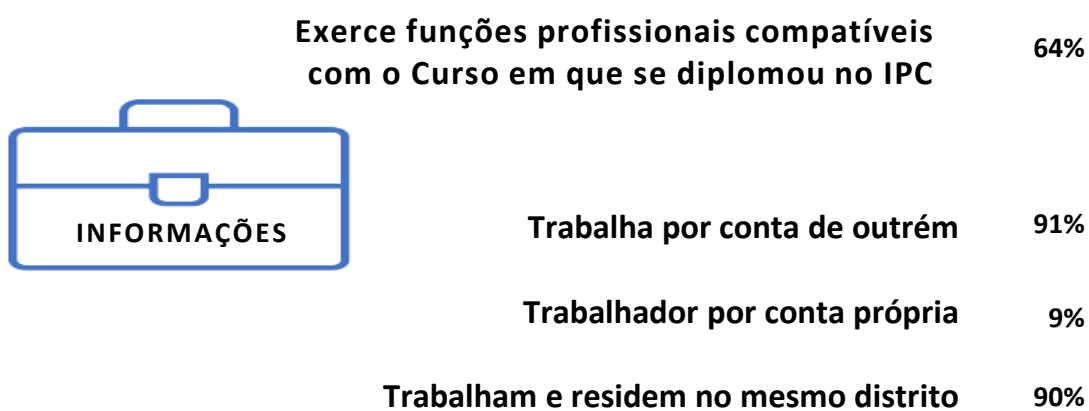 Exerce funções profissionais compatíveis
com o Curso em que se diplomou no IPC
64%
INFORMAÇÕES
Trabalha por conta de outrém
91%
Trabalhador por conta própria
9%
Trabalham e residem no mesmo distrito
90%